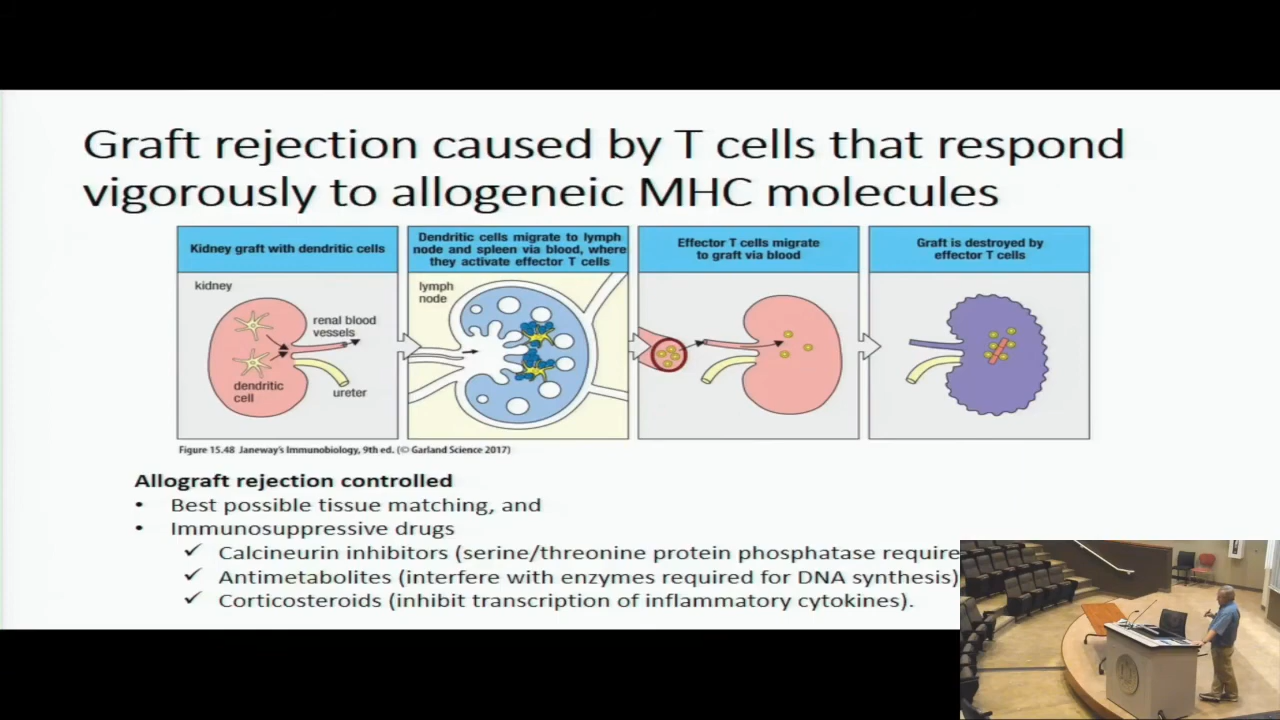 Graft rejection caused by T cells that respond
vigorously to allogeneic MHC molecules
Kidney graft with dendritic cells
Dendritic cells migrate to lymph
node and spleen via blood, where
they activate effector T cells
Effector T cells migrate
to graft via blood
Graft is destroyed by
effector T cells
kidney
renal blood
vessels
dendritic
cell
ureter
lymph
node
Figure 15.48 Janeway's Immunobiology, 9th ed. (© Garland Science 2017)
Allograft rejection controlled
• Best possible tissue matching, and
• Immunosuppressive drugs
✓ Calcineurin inhibitors (serine/threonine protein phosphatase require
✓ Antimetabolites (interfere with enzymes required for DNA synthesis)
✓ Corticosteroids (inhibit transcription of inflammatory cytokines).